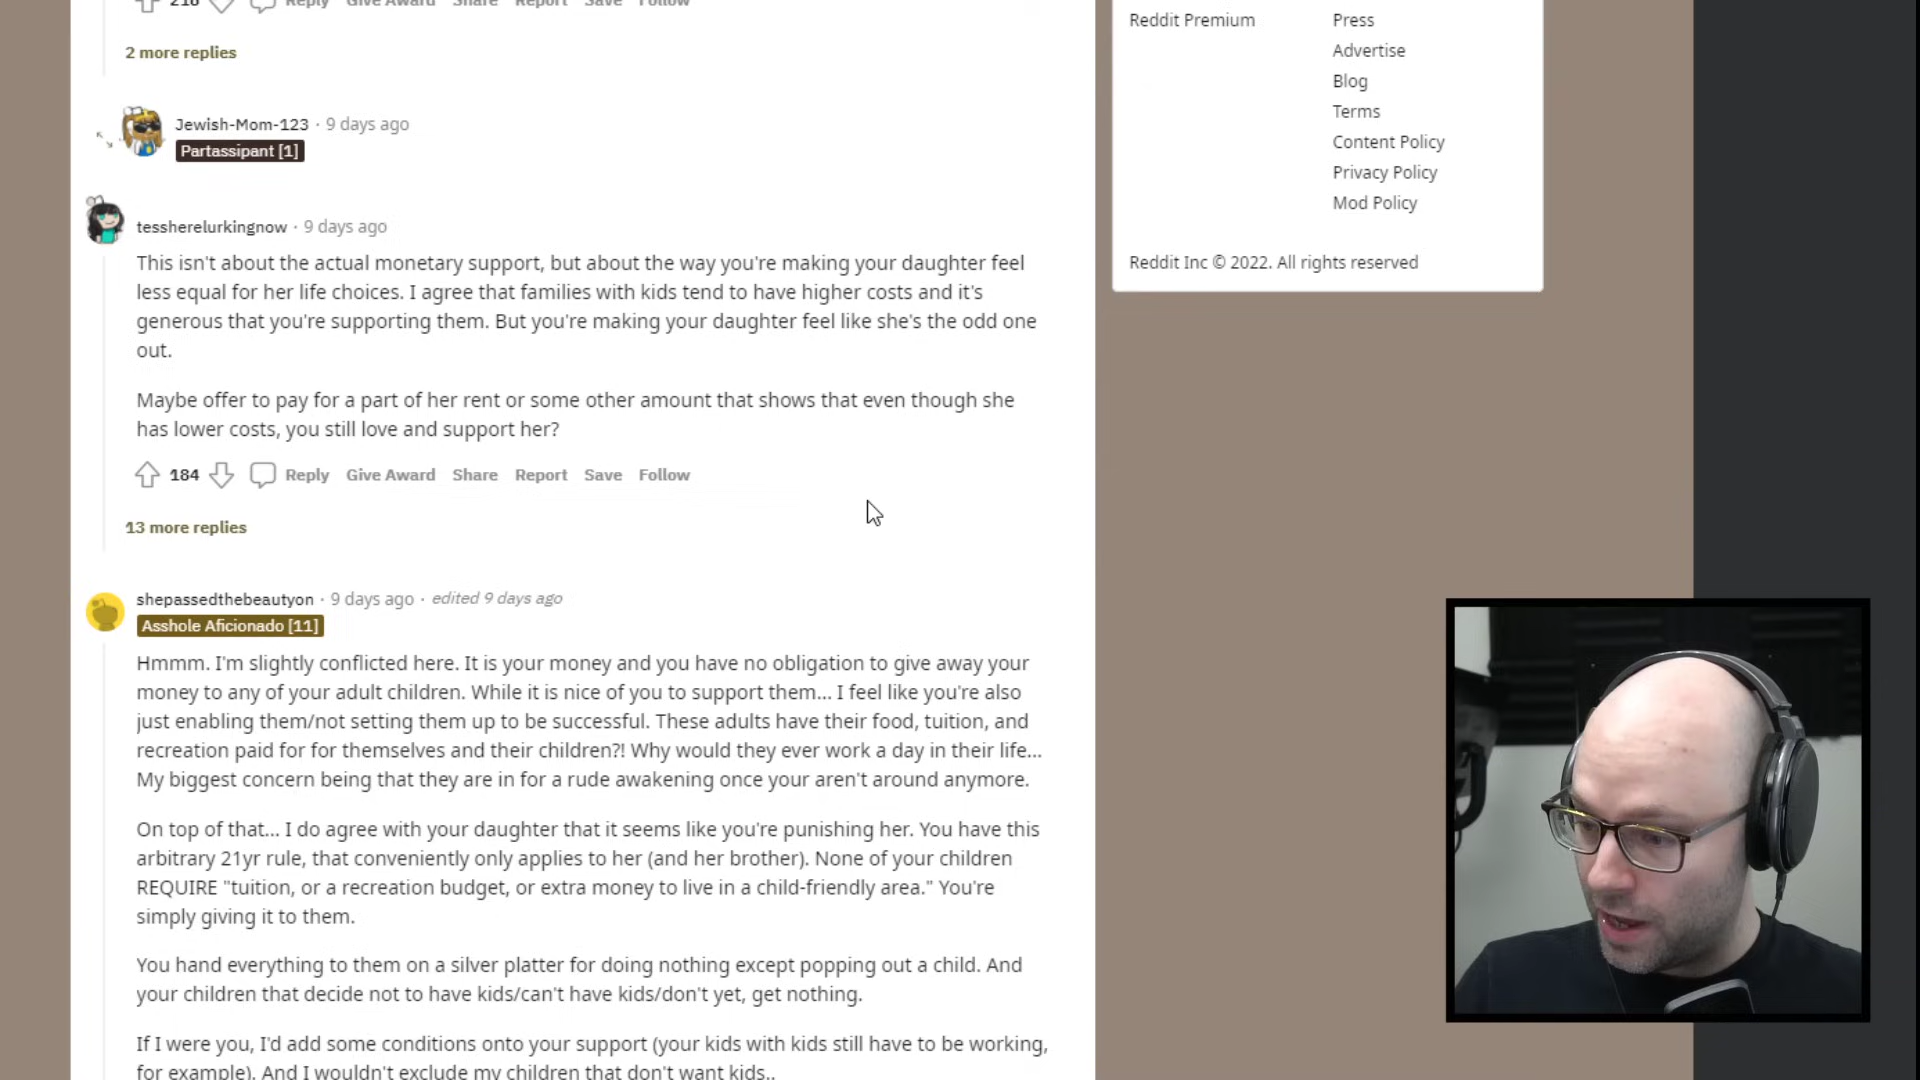 218 Reply Give Award Share Report Save Follow
2 more replies
Jewish-Mom-123 · 9 days ago
Partassipant [1]
tessherelurkingnow · 9 days ago
This isn't about the actual monetary support, but about the way you're making your daughter feel
less equal for her life choices. I agree that families with kids tend to have higher costs and it's
generous that you're supporting them. But you're making your daughter feel like she's the odd one
out.
Maybe offer to pay for a part of her rent or some other amount that shows that even though she
has lower costs, you still love and support her?
184 Reply Give Award Share Report Save Follow
13 more replies
shepassedthebeautyon · 9 days ago · edited 9 days ago
Asshole Aficionado [11]
Hmmm. I'm slightly conflicted here. It is your money and you have no obligation to give away your
money to any of your adult children. While it is nice of you to support them... I feel like you're also
just enabling them/not setting them up to be successful. These adults have their food, tuition, and
recreation paid for for themselves and their children?! Why would they ever work a day in their life...
My biggest concern being that they are in for a rude awakening once your aren't around anymore.
On top of that... I do agree with your daughter that it seems like you're punishing her. You have this
arbitrary 21yr rule, that conveniently only applies to her (and her brother). None of your children
REQUIRE "tuition, or a recreation budget, or extra money to live in a child-friendly area." You're
simply giving it to them.
You hand everything to them on a silver platter for doing nothing except popping out a child. And
your children that decide not to have kids/can't have kids/don't yet, get nothing.
If I were you, I'd add some conditions onto your support (your kids with kids still have to be working,
for example). And I wouldn't exclude my children that don't want kids..
Reddit Premium
Press
Advertise
Blog
Terms
Content Policy
Privacy Policy
Mod Policy
Reddit Inc © 2022. All rights reserved